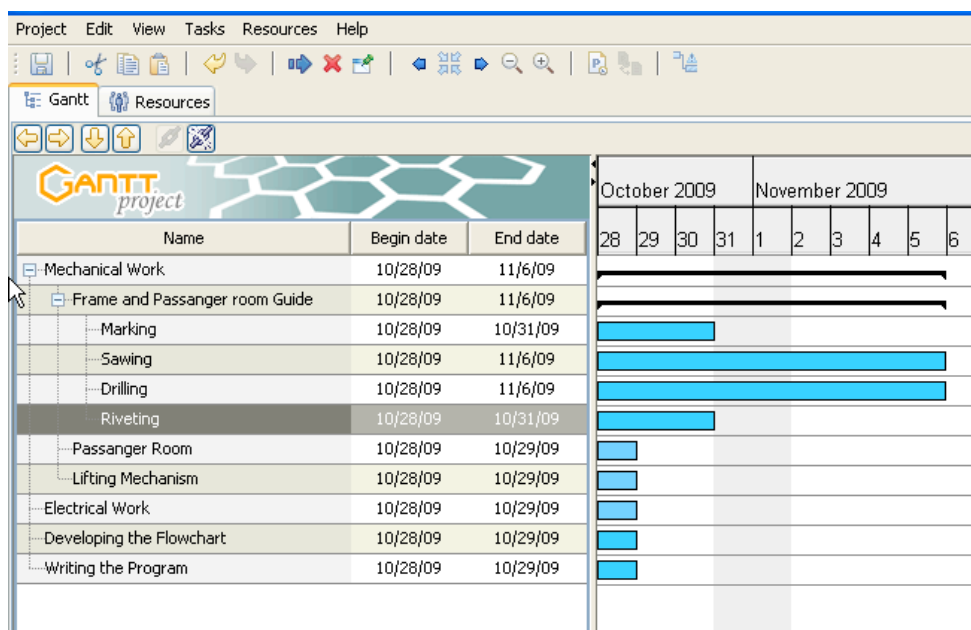 Project Edit View Tasks Resources Help
Gantt Resources
GANTT
project
October 2009 November 2009
Name Begin date End date 28 29 30 31 1 2 3 4 5 6
Mechanical Work 10/28/09 11/6/09
Frame and Passanger room Guide 10/28/09 11/6/09
Marking 10/28/09 10/31/09
Sawing 10/28/09 11/6/09
Drilling 10/28/09 11/6/09
Riveting 10/28/09 10/31/09
Passanger Room 10/28/09 10/29/09
Lifting Mechanism 10/28/09 10/29/09
Electrical Work 10/28/09 10/29/09
Developing the Flowchart 10/28/09 10/29/09
Writing the Program 10/28/09 10/29/09